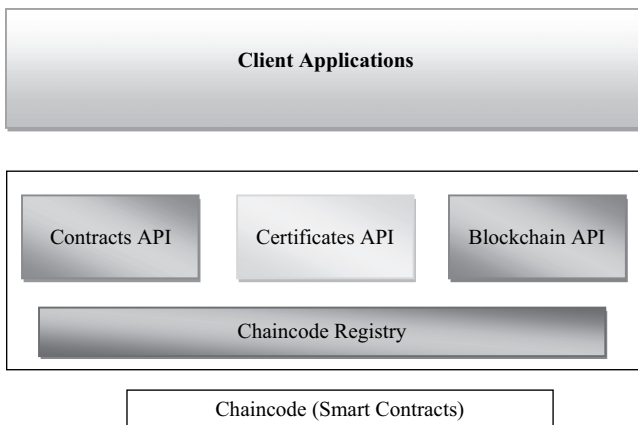 Client Applications
Contracts API
Certificates API
Blockchain API
Chaincode Registry
Chaincode (Smart Contracts)